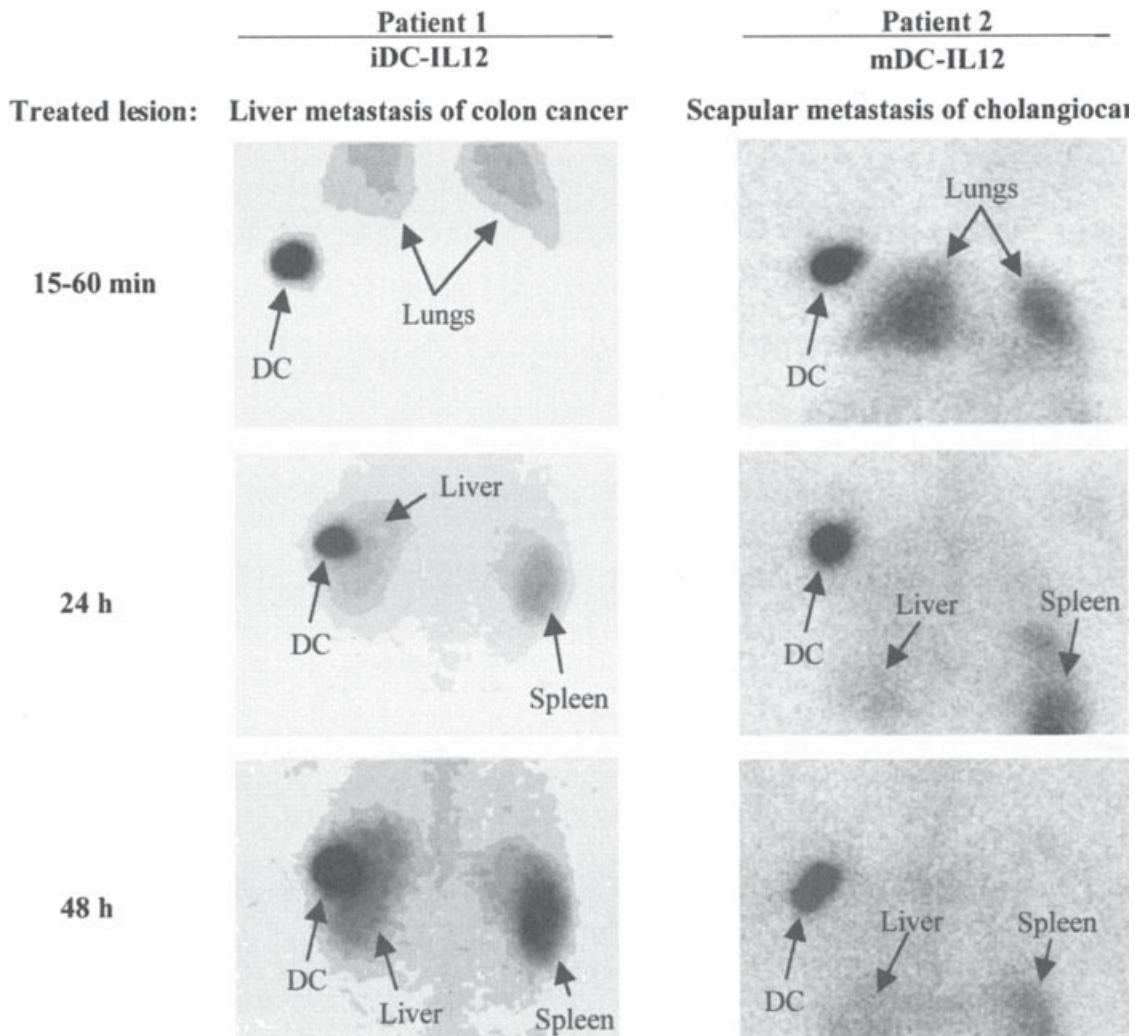 Patient 1
iDC-IL12
Patient 2
mDC-IL12
Treated lesion: Liver metastasis of colon cancer
Scapular metastasis of cholangiocar
15-60 min
Lungs
DC
Lungs
DC
24 h
Liver
DC
Spleen
Liver
Spleen
DC
48 h
DC
Liver
Spleen
Liver
Spleen
DC